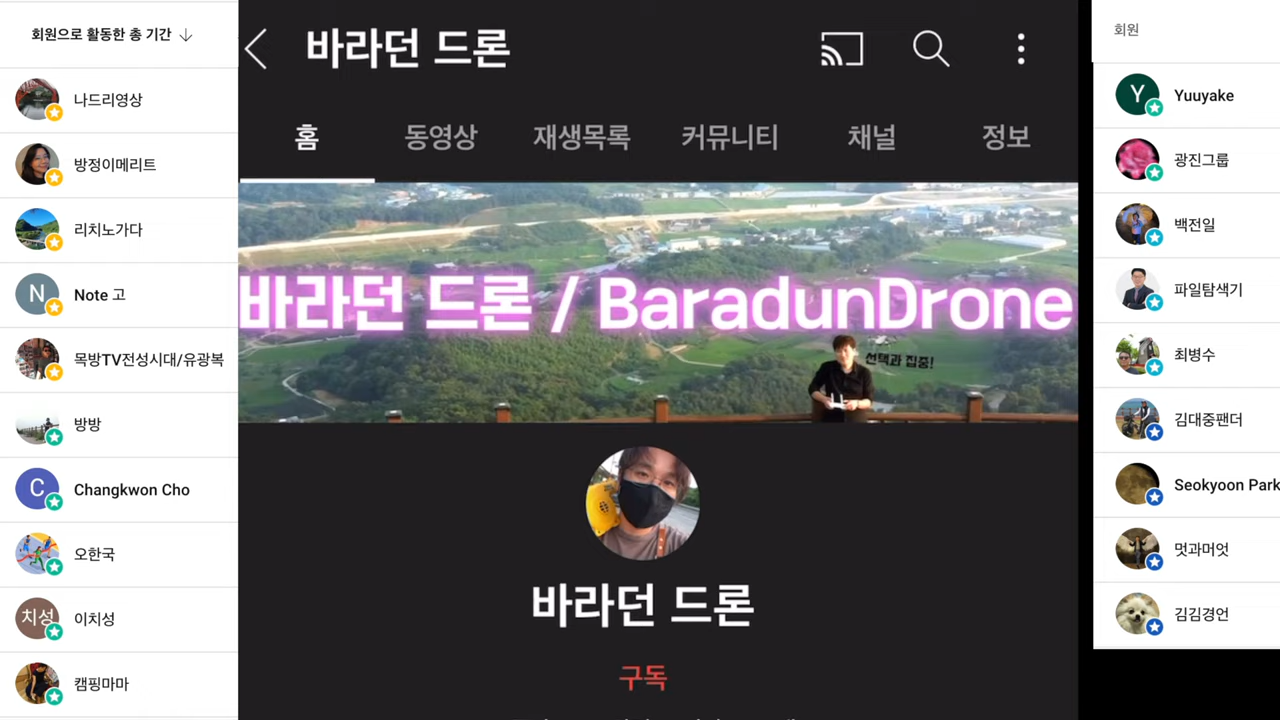 회원으로 활동한 총 기간 ↓
나드리영상
방정이메리트
리치노가다
N
Note 고
목방TV전성시대/유광복
방방
C
Changkwon Cho
오한국
치성
이치성
캠핑마마
바라던 드론
홈 동영상 재생목록 커뮤니티 채널 정보
바라던 드론 / BaradunDrone
선택과 집중!
바라던 드론
구독
회원
Y
Yuuyake
광진그룹
백전일
파일탐색기
최병수
김대중팬더
Seokyoon Park
멋과머엇
김김경언